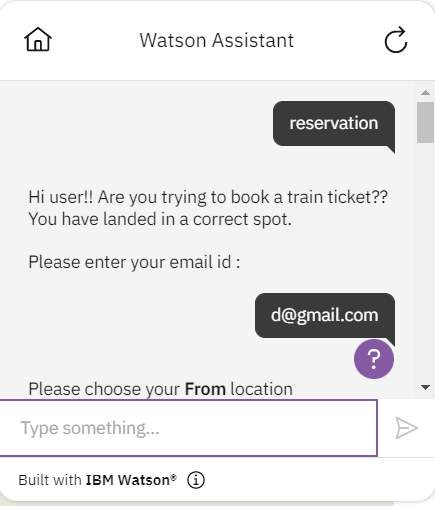 Watson Assistant
reservation
Hi user!! Are you trying to book a train ticket??
You have landed in a correct spot.
Please enter your email id :
d@gmail.com
?
Please choose your From location
Type something...
Built with IBM Watson®